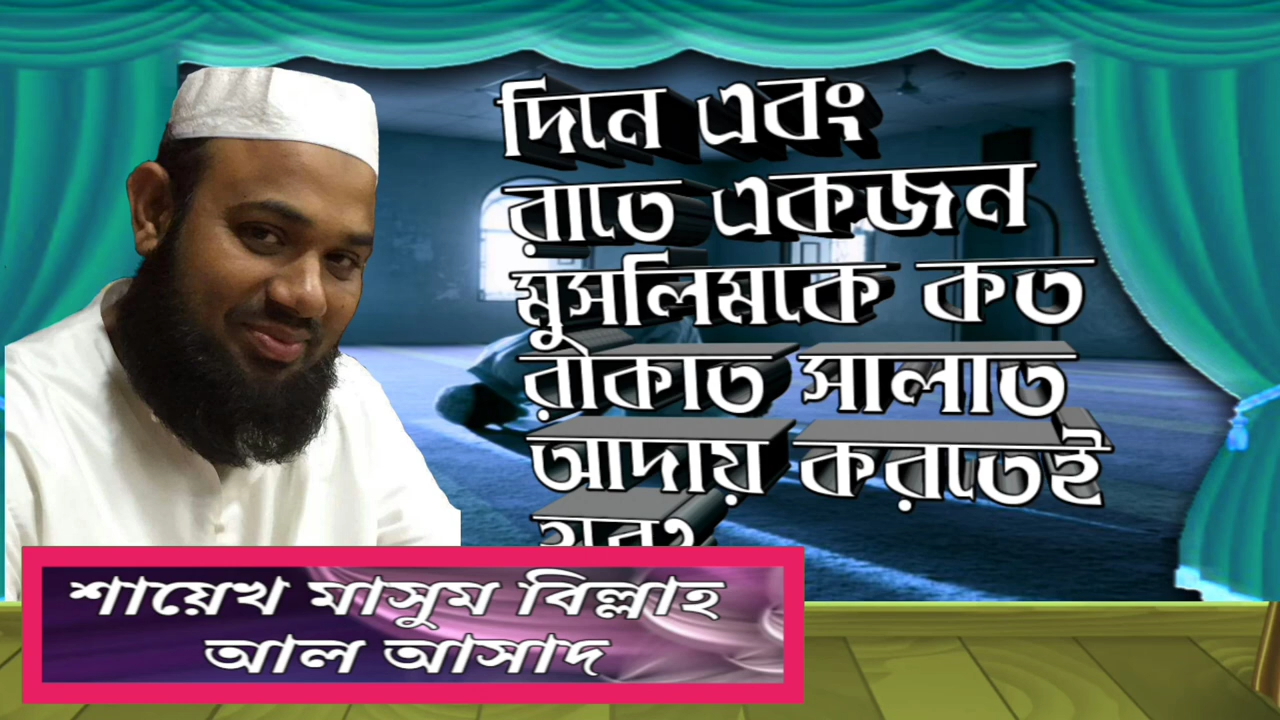 দিনে এবং
রাতে একজন
মুসলিমকে কত
রাকাত সালাত
আদায় করতেই
শায়েখ মাসুম বিল্লাহ
আল আসাদ